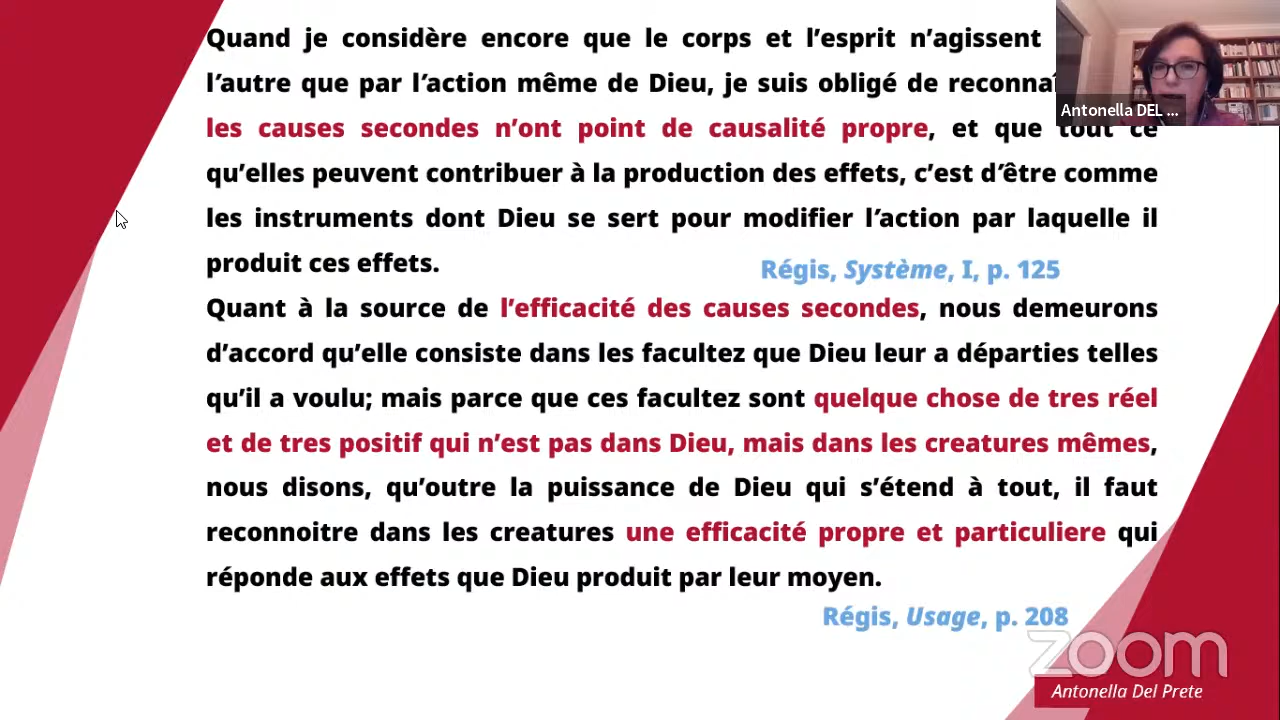 Quand je considère encore que le corps et l’esprit n’agissent
l’autre que par l’action même de Dieu, je suis obligé de
les causes secondes n’ont point de causalité propre, et que tout ce
qu’elles peuvent contribuer à la production des effets, c’est d’être comme
les instruments dont Dieu se sert pour modifier l’action par laquelle il
produit ces effets.
Régis, Système, I, p. 125
Quant à la source de l’efficacité des causes secondes, nous demeurons
d’accord qu’elle consiste dans les facultez que Dieu leur a départies telles
qu’il a voulu; mais parce que ces facultez sont quelque chose de tres réel
et de tres positif qui n’est pas dans Dieu, mais dans les creatures mêmes,
nous disons, qu’outre la puissance de Dieu qui s’étend à tout, il faut
reconnoitre dans les creatures une efficacité propre et particuliere qui
réponde aux effets que Dieu produit par leur moyen.
Régis, Usage, p. 208
Antonella DEL ...
zoom
Antonella Del Prete